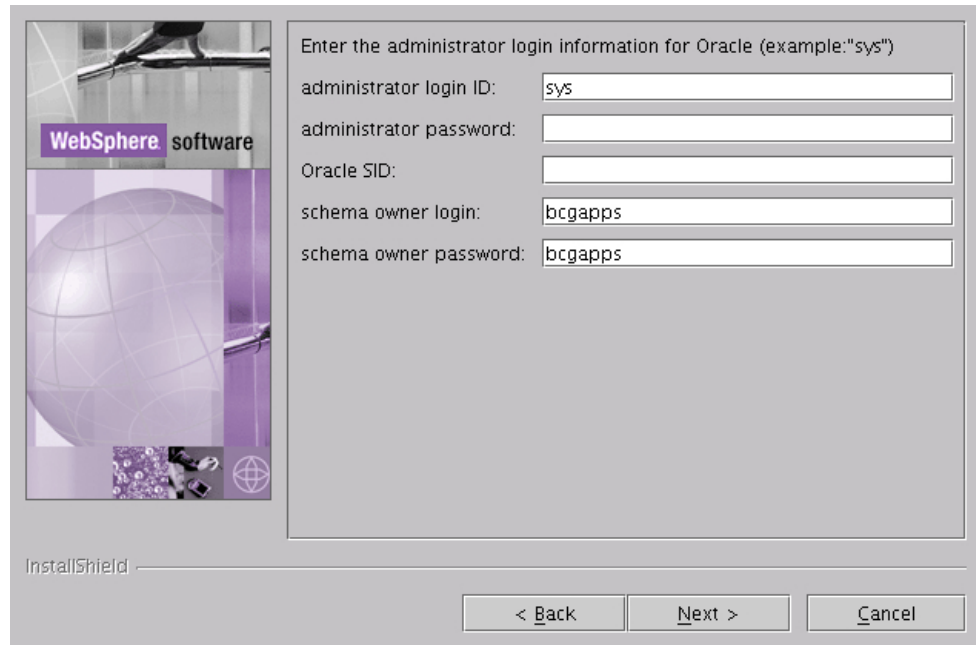 WebSphere software
Enter the administrator login information for Oracle (example:"sys")
administrator login ID: sys
administrator password:
Oracle SID:
schema owner login: bcgapps
schema owner password: bcgapps
InstallShield
< Back Next > Cancel